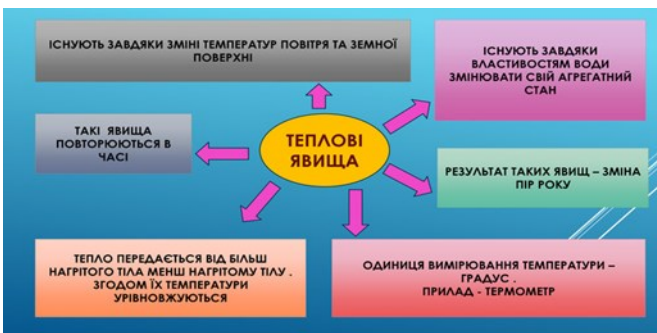 ІСНУЮТЬ ЗАВДЯКИ ЗМІНІ ТЕМПЕРАТУР ПОВІТРЯ ТА ЗЕМНОЇ
ПОВЕРХНІ
ІСНУЮТЬ ЗАВДЯКИ
ВЛАСТИВОСТЯМ ВОДИ
ЗМІНЮВАТИ СВІЙ АГРЕГАТНИЙ
СТАН
ТАКІ ЯВИЩА
ПОВТОРЮЮТЬСЯ В
ЧАСІ
ТЕПЛОВІ
ЯВИЩА
РЕЗУЛЬТАТ ТАКИХ ЯВИЩ – ЗМІНА
ПІР РОКУ
ТЕПЛО ПЕРЕДАЄТЬСЯ ВІД БІЛЬШ
НАГРІТОГО ТІЛА МЕНШ НАГРІТОМУ ТІЛУ .
ЗГОДОМ ЇХ ТЕМПЕРАТУРИ
УРІВНОВЖУЮТЬСЯ
ОДИНИЦЯ ВИМІРЮВАННЯ ТЕМПЕРАТУРИ –
ГРАДУС .
ПРИЛАД - ТЕРМОМЕТР